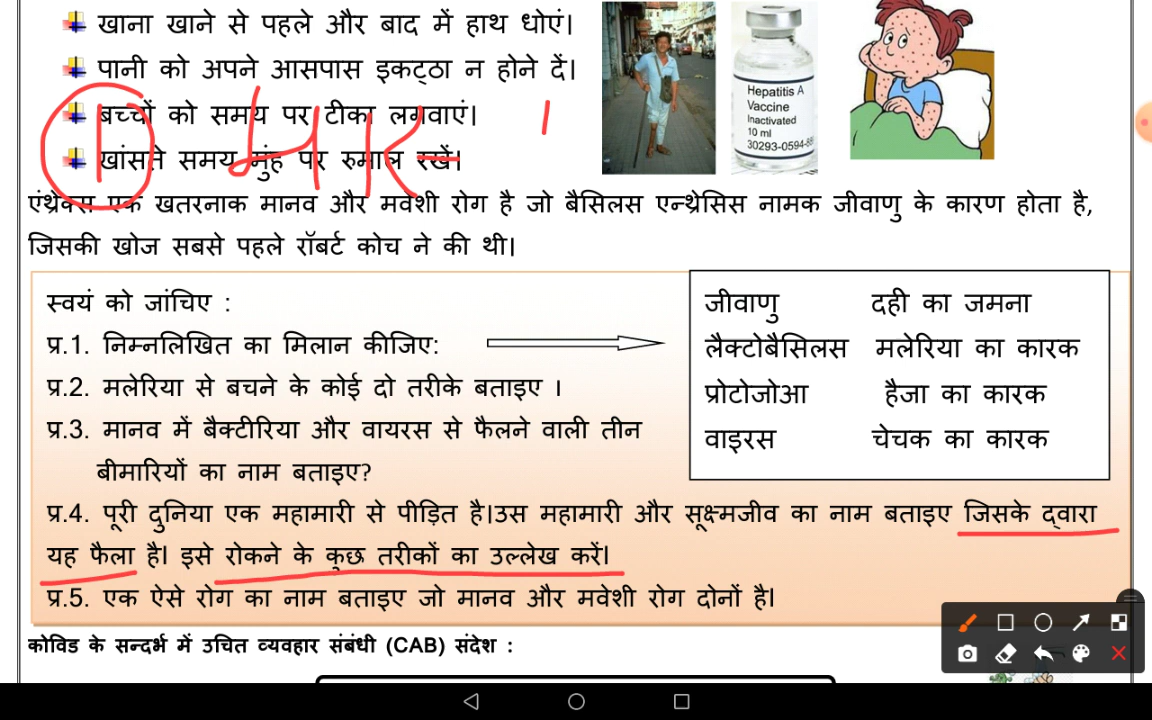 खाना खाने से पहले और बाद में हाथ धोएं।
पानी को अपने आसपास इकट्ठा न होने दें।
बच्चों को समय पर टीका लगवाएं।
खांसते समय मुंह पर रुमाल रखें।
Hepatitis A
Vaccine
Inactivated
10 ml
30293-0594-8
एंथ्रेक्स एक खतरनाक मानव और मवेशी रोग है जो बैसिलस एन्थ्रेसिस नामक जीवाणु के कारण होता है,
जिसकी खोज सबसे पहले रॉबर्ट कोच ने की थी।
स्वयं को जांचिए :
प्र.1. निम्नलिखित का मिलान कीजिए:
प्र.2. मलेरिया से बचने के कोई दो तरीके बताइए ।
प्र.3. मानव में बैक्टीरिया और वायरस से फैलने वाली तीन
बीमारियों का नाम बताइए?
जीवाणु दही का जमना
लैक्टोबैसिलस मलेरिया का कारक
प्रोटोजोआ हैजा का कारक
वाइरस चेचक का कारक
प्र.4. पूरी दुनिया एक महामारी से पीड़ित है।उस महामारी और सूक्ष्मजीव का नाम बताइए जिसके द्वारा
यह फैला है। इसे रोकने के कुछ तरीकों का उल्लेख करें।
प्र.5. एक ऐसे रोग का नाम बताइए जो मानव और मवेशी रोग दोनों है।
कोविड के सन्दर्भ में उचित व्यवहार संबंधी (CAB) संदेश :